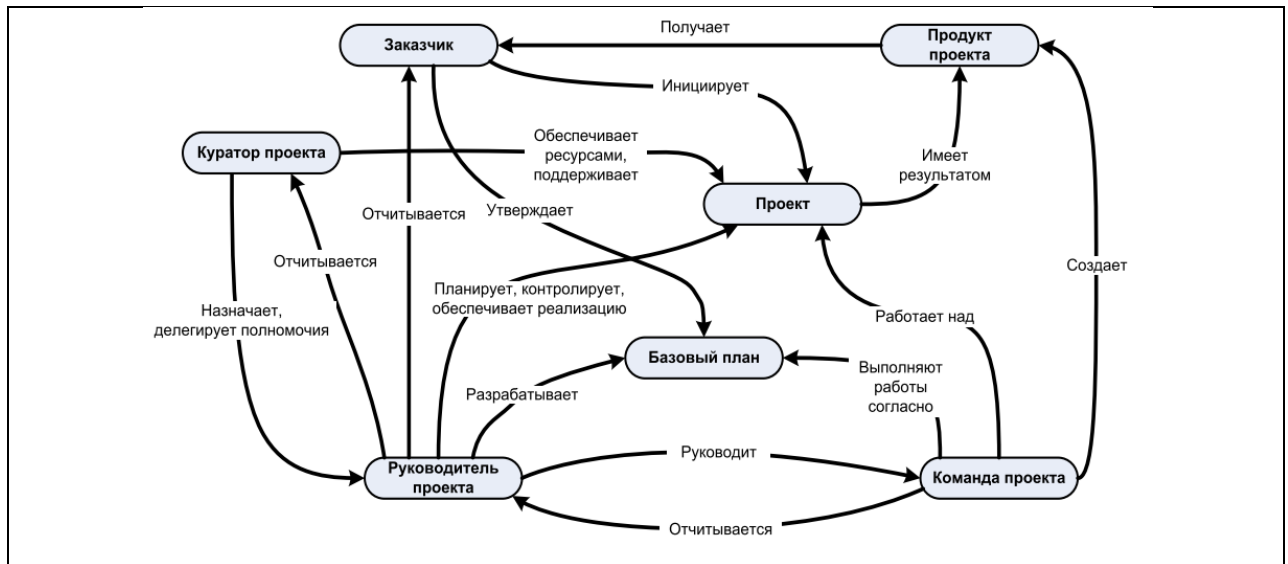 Получает
Заказчик
Продукт
проекта
Инициирует
Куратор проекта
Обеспечивает
ресурсами,
поддерживает
Имеет
результатом
Проект
Отчитывается
Утверждает
Отчитывается
Создает
Назначает,
делегирует полномочия
Планирует, контролирует,
обеспечивает реализацию
Работает над
Базовый план
Выполняют
работы
согласно
Разрабатывает
Руководит
Руководитель
проекта
Команда проекта
Отчитывается